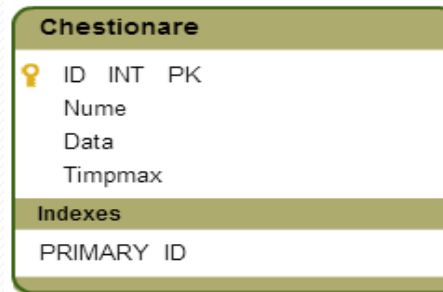 Chestionare
ID INT PK
Nume
Data
Timpmax
Indexes
PRIMARY ID